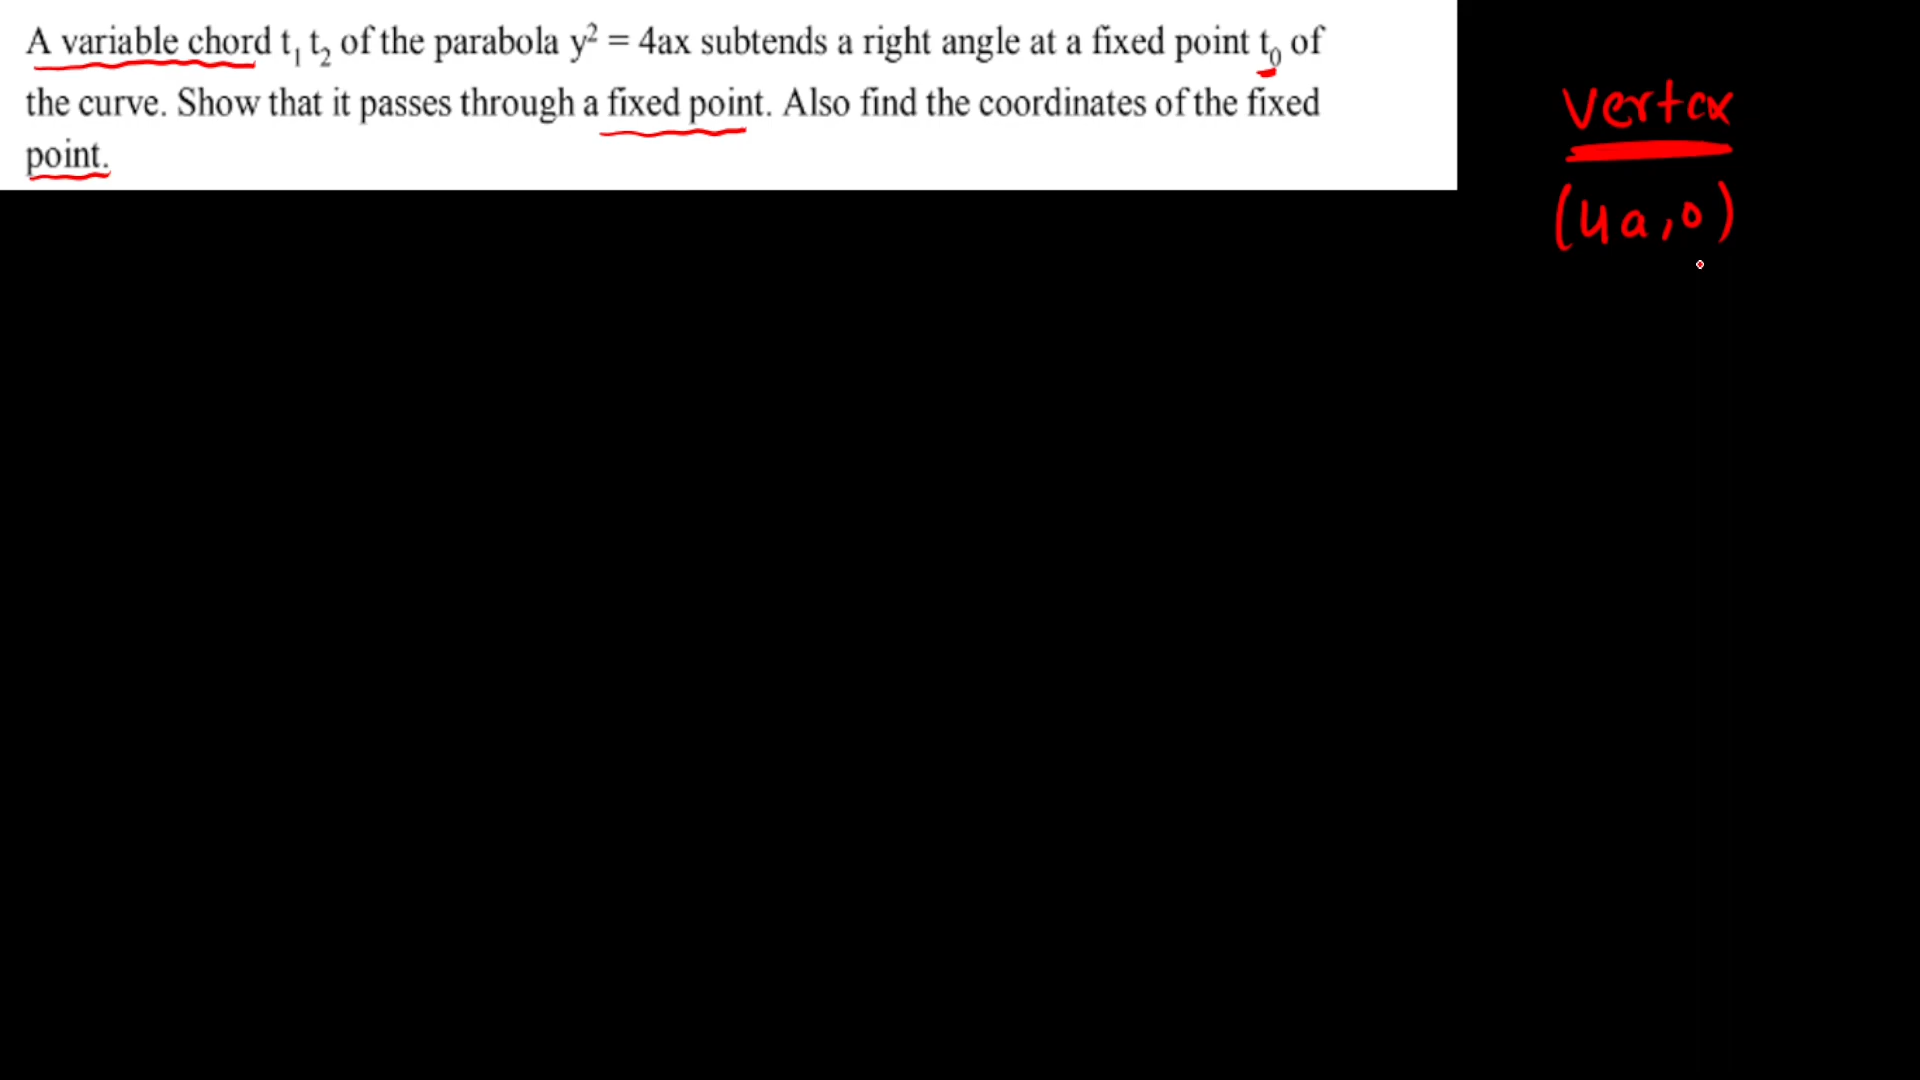 A variable chord t₁ t₂ of the parabola y² = 4ax subtends a right angle at a fixed point t₀ of
the curve. Show that it passes through a fixed point. Also find the coordinates of the fixed
point.
Vertex
(4a,0)